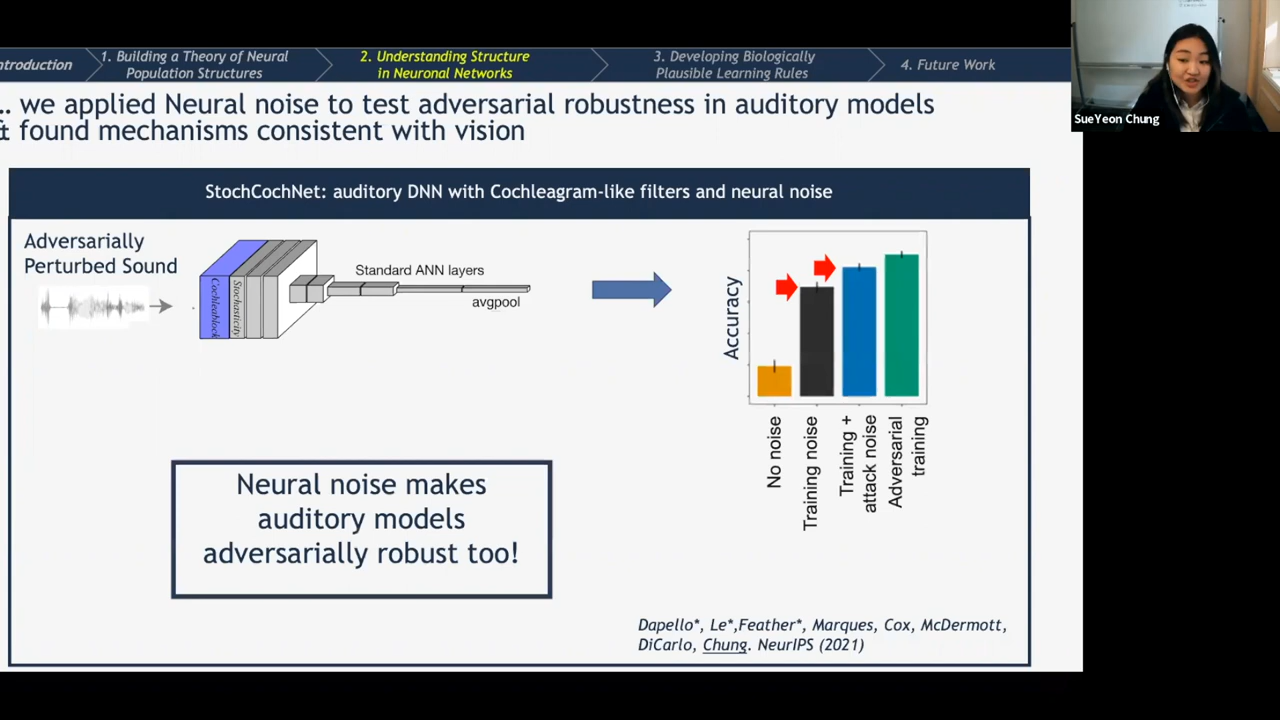 ntroduction
1. Building a Theory of Neural
Population Structures
2. Understanding Structure
in Neuronal Networks
3. Developing Biologically
Plausible Learning Rules
4. Future Work
SueYeon Chung
.. we applied Neural noise to test adversarial robustness in auditory models
& found mechanisms consistent with vision
StochCochNet: auditory DNN with Cochleagram-like filters and neural noise
Adversarially
Perturbed Sound
Cochleablock
Stochasticity
Standard ANN layers
avgpool
Accuracy
No noise
Training noise
Training +
attack noise
Adversarial
training
Neural noise makes
auditory models
adversarially robust too!
Dapello*, Le*,Feather*, Marques, Cox, McDermott,
DiCarlo, Chung. NeurIPS (2021)